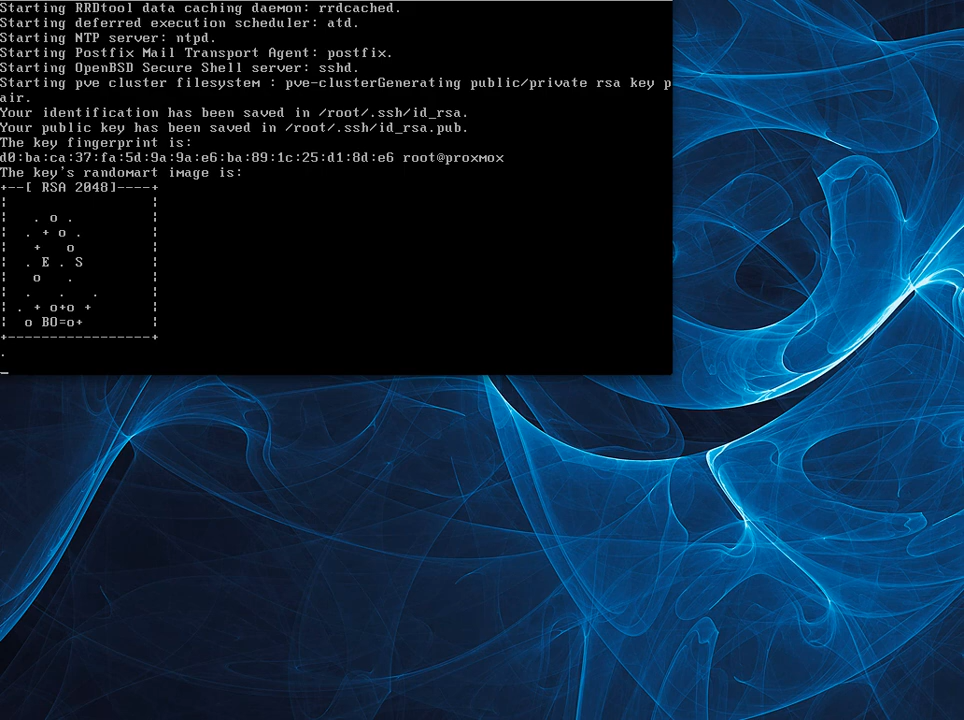 Starting RRDtool data caching daemon: rrdcached.
Starting deferred execution scheduler: atd.
Starting NTP server: ntpd.
Starting Postfix Mail Transport Agent: postfix.
Starting OpenBSD Secure Shell server: sshd.
Starting pve cluster filesystem : pve-clusterGenerating public/private rsa key p
air.
Your identification has been saved in /root/.ssh/id_rsa.
Your public key has been saved in /root/.ssh/id_rsa.pub.
The key fingerprint is:
d0:ba:ca:37:fa:5d:9a:9a:e6:ba:89:1c:25:d1:8d:e6 root@proxmox
The key's randomart image is:
+--[ RSA 2048]----+
|                 |
|   . o .         |
|  . + o .        |
|   +   o         |
|  . E . S        |
|   o   .         |
|  .   .   .      |
| . + o+o +       |
|  o BO=o+        |
+-----------------+
.
_